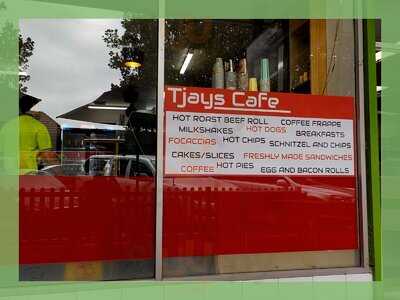 Tjays Cafe
HOT ROAST BEEF ROLL COFFEE FRAPPE
MILKSHAKES HOT DOGS BREAKFASTS
FOCACCIAS HOT CHIPS SCHNITZEL AND CHIPS
CAKES/SLICES FRESHLY MADE SANDWICHES
COFFEE HOT PIES EGG AND BACON ROLLS